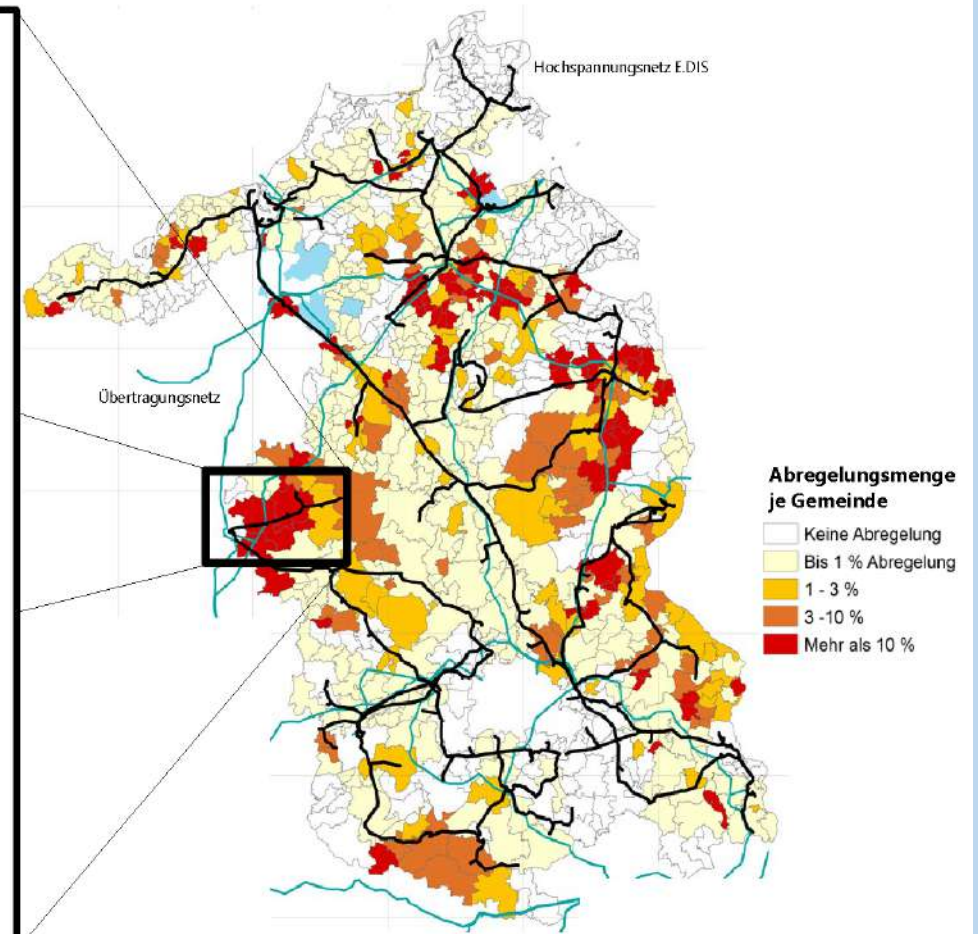 Hochspannungsnetz E.DIS
Übertragungsnetz
Abregelungsmenge
je Gemeinde
Keine Abregelung
Bis 1 % Abregelung
1 - 3 %
3 -10 %
Mehr als 10 %